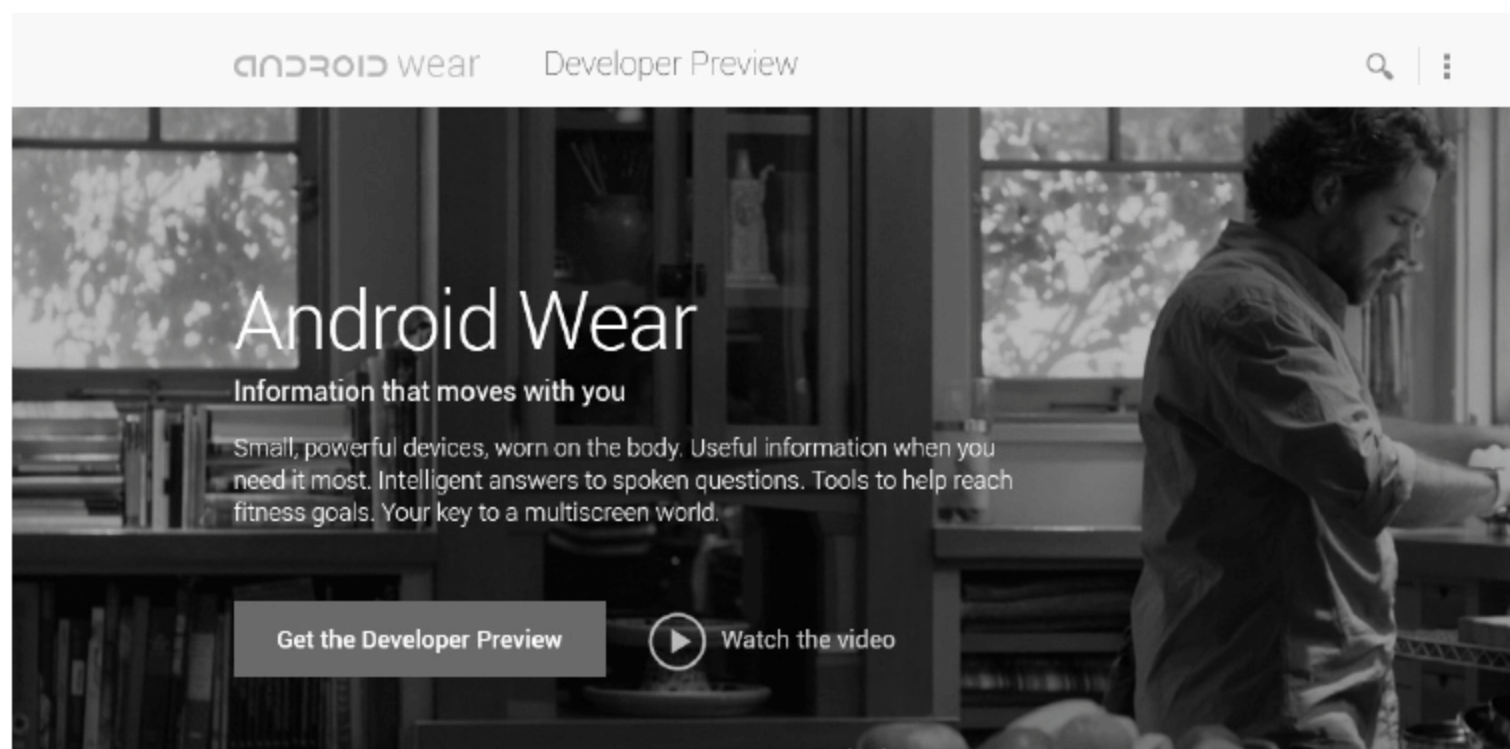 android wear Developer Preview
Android Wear
Information that moves with you
Small, powerful devices, worn on the body. Useful information when you
need it most. Intelligent answers to spoken questions. Tools to help reach
fitness goals. Your key to a multiscreen world.
Get the Developer Preview Watch the video